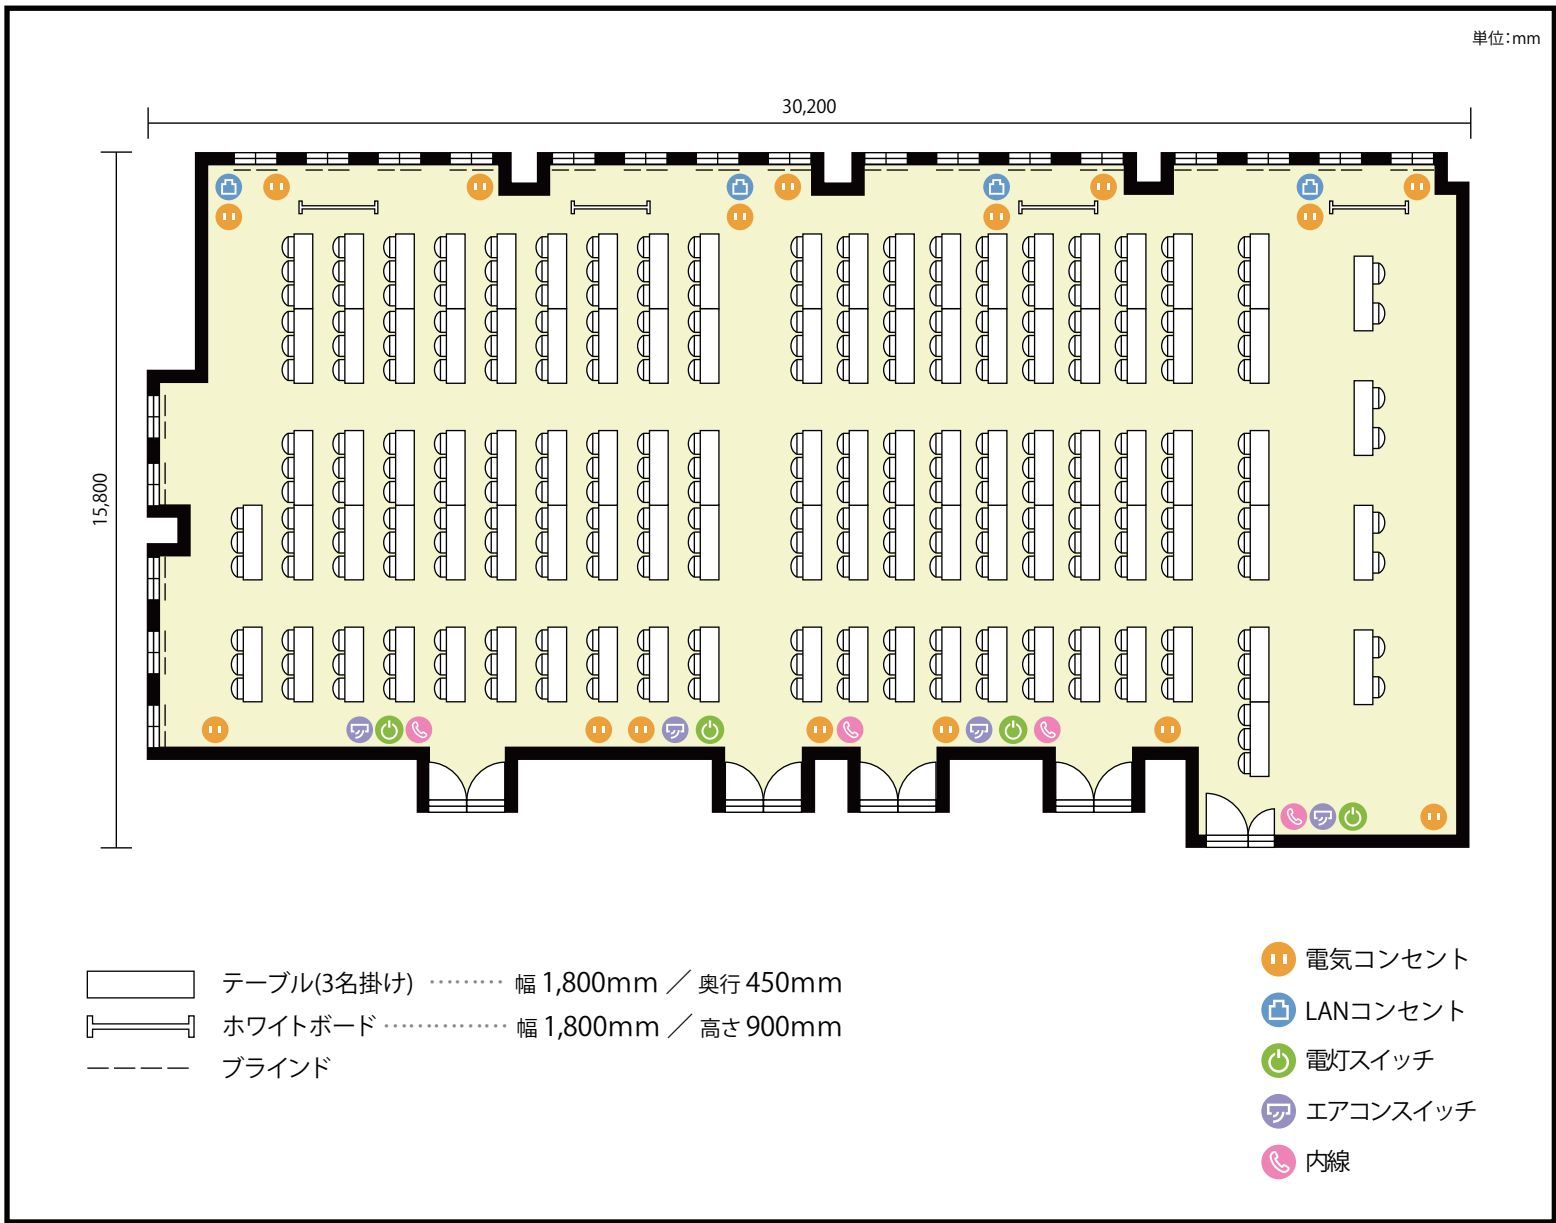 単位:mm
30,200
15,800
テーブル(3名掛け) ········· 幅 1,800mm ／ 奥行 450mm
ホワイトボード ··············· 幅 1,800mm ／ 高さ 900mm
ブラインド
電気コンセント
LANコンセント
電灯スイッチ
エアコンスイッチ
内線